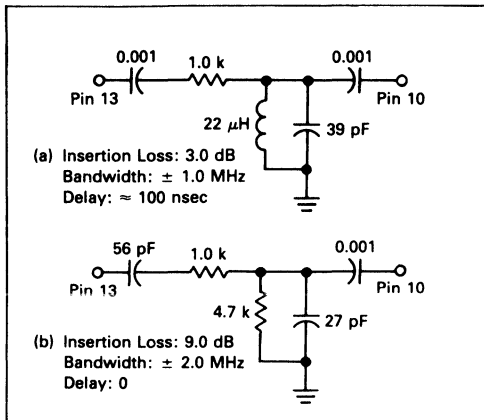 0.001 1.0 k 0.001
Pin 13 Pin 10
22 μH 39 pF
(a) Insertion Loss: 3.0 dB
Bandwidth: ± 1.0 MHz
Delay: ≈ 100 nsec
56 pF 1.0 k 0.001
Pin 13 Pin 10
4.7 k 27 pF
(b) Insertion Loss: 9.0 dB
Bandwidth: ± 2.0 MHz
Delay: 0